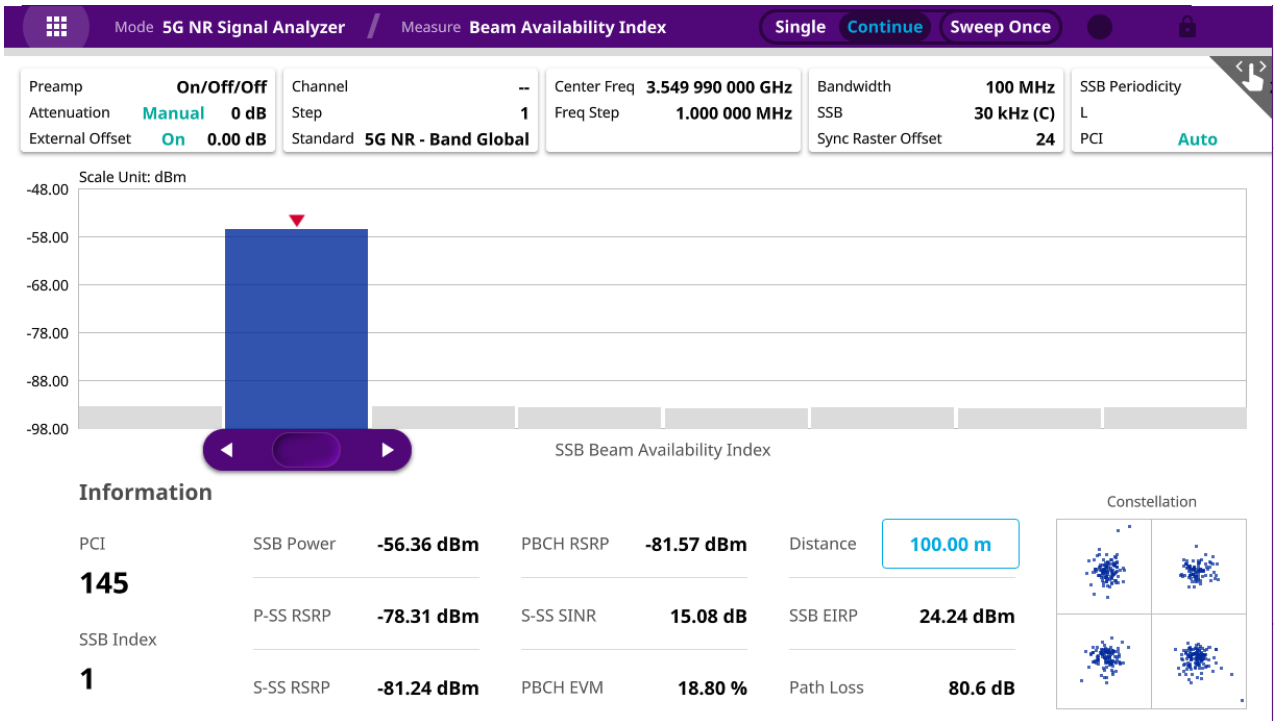 Mode 5G NR Signal Analyzer / Measure Beam Availability Index Single Continue Sweep Once
Preamp On/Off/Off
Attenuation Manual 0 dB
External Offset On 0.00 dB
Channel --
Step 1
Standard 5G NR - Band Global
Center Freq 3.549 990 000 GHz
Freq Step 1.000 000 MHz
Bandwidth 100 MHz
SSB 30 kHz (C)
Sync Raster Offset 24
SSB Periodicity
L
PCI Auto
Scale Unit: dBm
-48.00
-58.00
-68.00
-78.00
-88.00
-98.00
SSB Beam Availability Index
Information
PCI
145
SSB Index
1
SSB Power -56.36 dBm
P-SS RSRP -78.31 dBm
S-SS RSRP -81.24 dBm
PBCH RSRP -81.57 dBm
S-SS SINR 15.08 dB
PBCH EVM 18.80 %
Distance 100.00 m
SSB EIRP 24.24 dBm
Path Loss 80.6 dB
Constellation